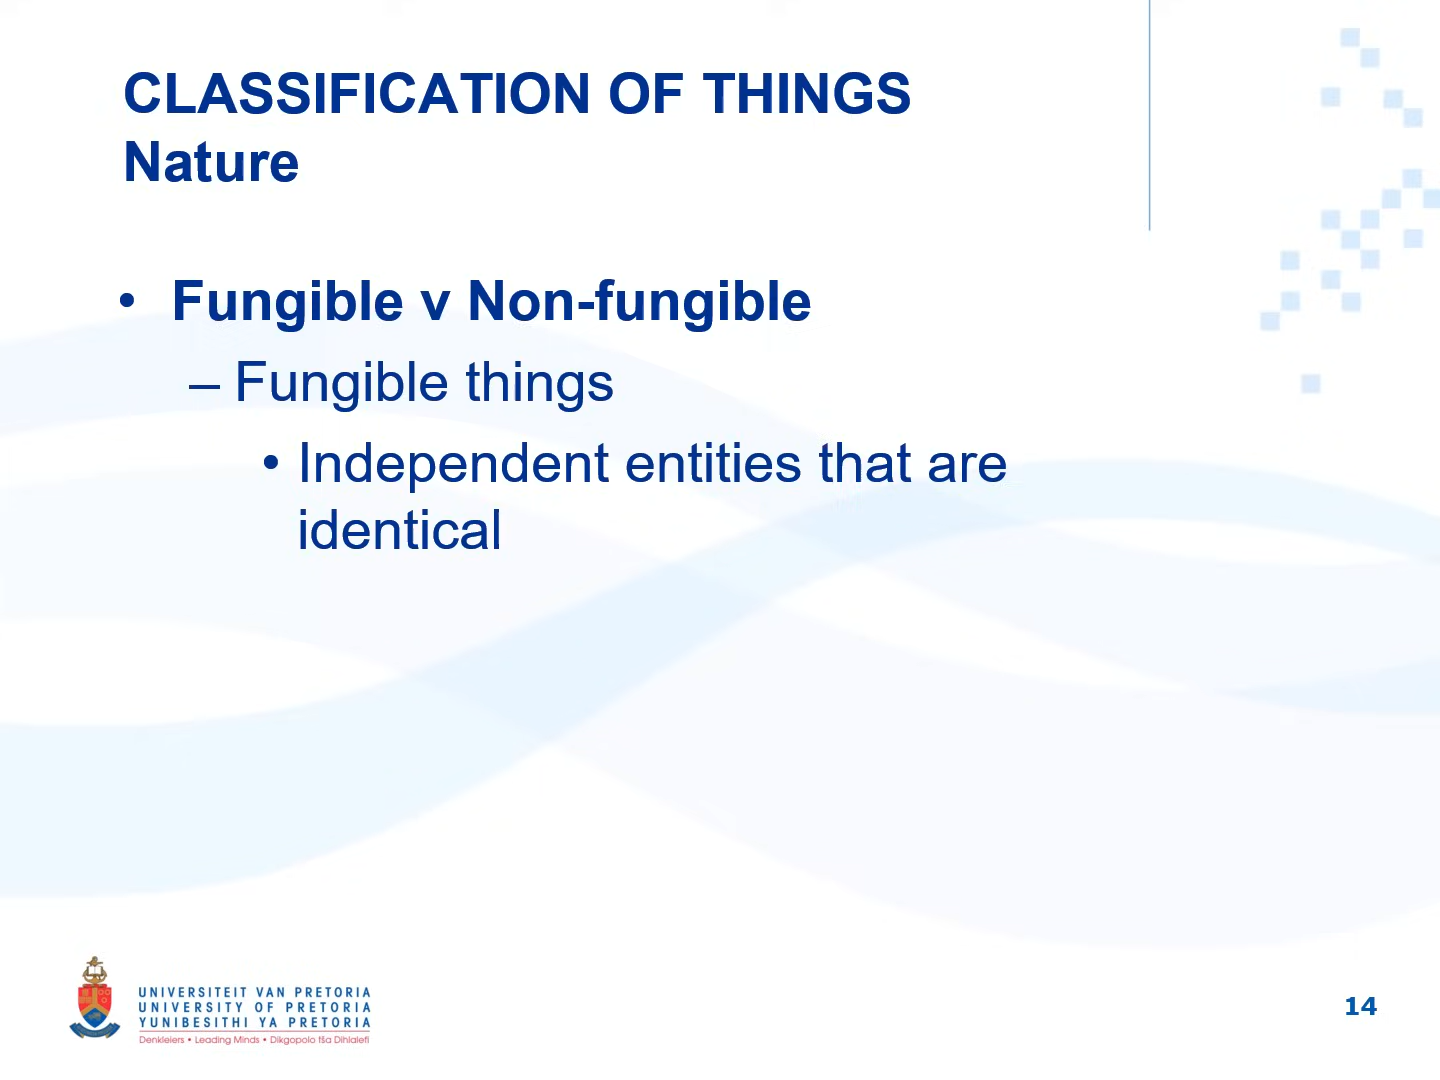 CLASSIFICATION OF THINGS
Nature
• Fungible v Non-fungible
– Fungible things
• Independent entities that are
identical
UNIVERSITEIT VAN PRETORIA
UNIVERSITY OF PRETORIA
YUNIBESITHI YA PRETORIA
Denkleiers • Leading Minds • Dikgopolo tša Dihlalefi
14